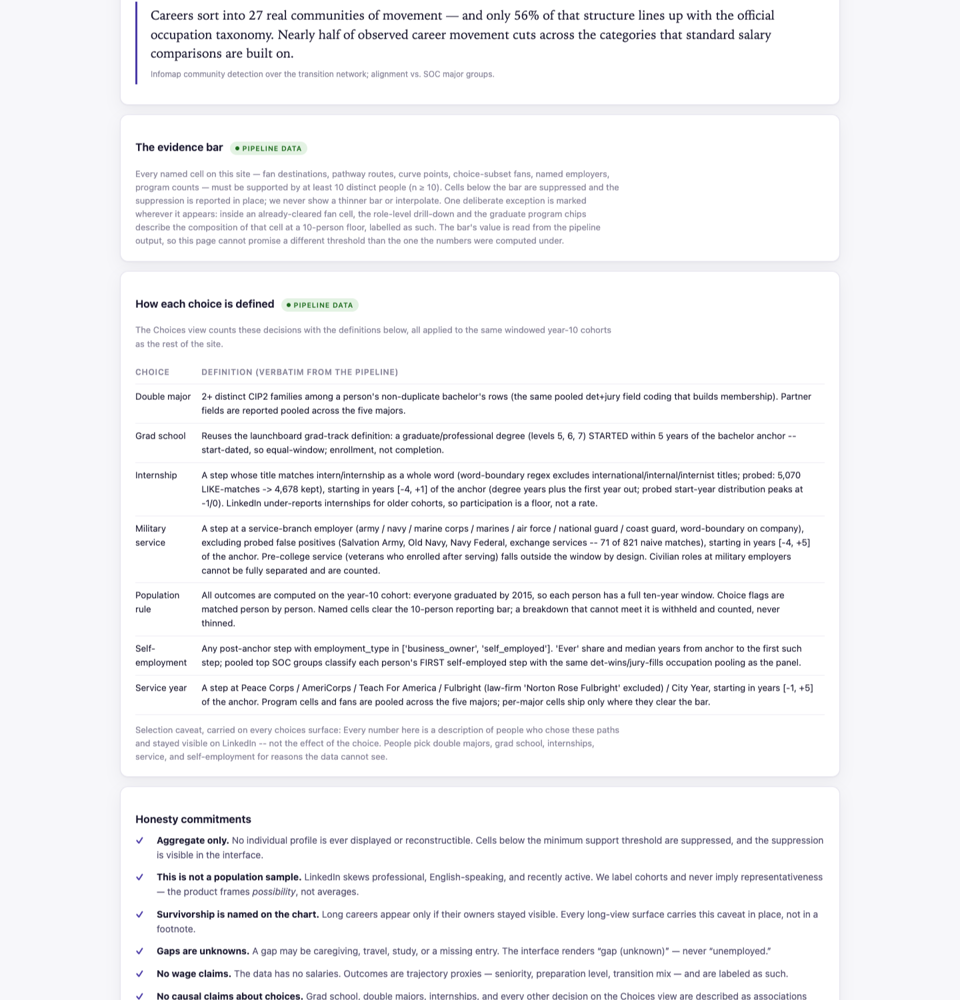 Careers sort into 27 real communities of movement — and only 56% of that structure lines up with the official
occupation taxonomy. Nearly half of observed career movement cuts across the categories that standard salary
comparisons are built on.
Infomap community detection over the transition network; alignment vs. SOC major groups.
The evidence bar PIPELINE DATA
Every named cell on this site — fan destinations, pathway routes, curve points, choice-subset fans, named employers,
program counts — must be supported by at least 10 distinct people (n ≥ 10). Cells below the bar are suppressed and the
suppression is reported in place; we never show a thinner bar or interpolate. One deliberate exception is marked
wherever it appears: inside an already-cleared fan cell, the role-level drill-down and the graduate program chips
describe the composition of that cell at a 10-person floor, labelled as such. The bar's value is read from the pipeline
output, so this page cannot promise a different threshold than the one the numbers were computed under.
How each choice is defined PIPELINE DATA
The Choices view counts these decisions with the definitions below, all applied to the same windowed year-10 cohorts
as the rest of the site.
CHOICE DEFINITION (VERBATIM FROM THE PIPELINE)
Double major 2+ distinct CIP2 families among a person's non-duplicate bachelor's rows (the same pooled det+jury field coding that builds membership). Partner
fields are reported pooled across the five majors.
Grad school Reuses the launchboard grad-track definition: a graduate/professional degree (levels 5, 6, 7) STARTED within 5 years of the bachelor anchor --
start-dated, so equal-window; enrollment, not completion.
Internship A step whose title matches intern/internship as a whole word (word-boundary regex excludes international/internal/internist titles; probed: 5,070
LIKE-matches -> 4,678 kept), starting in years [-4, +1] of the anchor (degree years plus the first year out; probed start-year distribution peaks at
-1/0). LinkedIn under-reports internships for older cohorts, so participation is a floor, not a rate.
Military A step at a service-branch employer (army / navy / marine corps / marines / air force / national guard / coast guard, word-boundary on company),
service excluding probed false positives (Salvation Army, Old Navy, Navy Federal, exchange services -- 71 of 821 naive matches), starting in years [-4, +5]
of the anchor. Pre-college service (veterans who enrolled after serving) falls outside the window by design. Civilian roles at military employers
cannot be fully separated and are counted.
Population All outcomes are computed on the year-10 cohort: everyone graduated by 2015, so each person has a full ten-year window. Choice flags are
rule matched person by person. Named cells clear the 10-person reporting bar; a breakdown that cannot meet it is withheld and counted, never
thinned.
Self- Any post-anchor step with employment_type in ['business_owner', 'self_employed']. 'Ever' share and median years from anchor to the first such
employment step; pooled top SOC groups classify each person's FIRST self-employed step with the same det-wins/jury-fills occupation pooling as the panel.
Service year A step at Peace Corps / AmeriCorps / Teach For America / Fulbright (law-firm 'Norton Rose Fulbright' excluded) / City Year, starting in years [-1, +5]
of the anchor. Program cells and fans are pooled across the five majors; per-major cells ship only where they clear the bar.
Selection caveat, carried on every choices surface: Every number here is a description of people who chose these paths
and stayed visible on LinkedIn -- not the effect of the choice. People pick double majors, grad school, internships,
service, and self-employment for reasons the data cannot see.
Honesty commitments
Aggregate only. No individual profile is ever displayed or reconstructible. Cells below the minimum support threshold are suppressed, and the suppression
is visible in the interface.
This is not a population sample. LinkedIn skews professional, English-speaking, and recently active. We label cohorts and never imply representativeness
— the product frames possibility, not averages.
Survivorship is named on the chart. Long careers appear only if their owners stayed visible. Every long-view surface carries this caveat in place, not in a
footnote.
Gaps are unknowns. A gap may be caregiving, travel, study, or a missing entry. The interface renders “gap (unknown)” — never “unemployed.”
No wage claims. The data has no salaries. Outcomes are trajectory proxies — seniority, preparation level, transition mix — and are labeled as such.
No causal claims about choices. Grad school, double majors, internships, and every other decision on the Choices view are described as associations